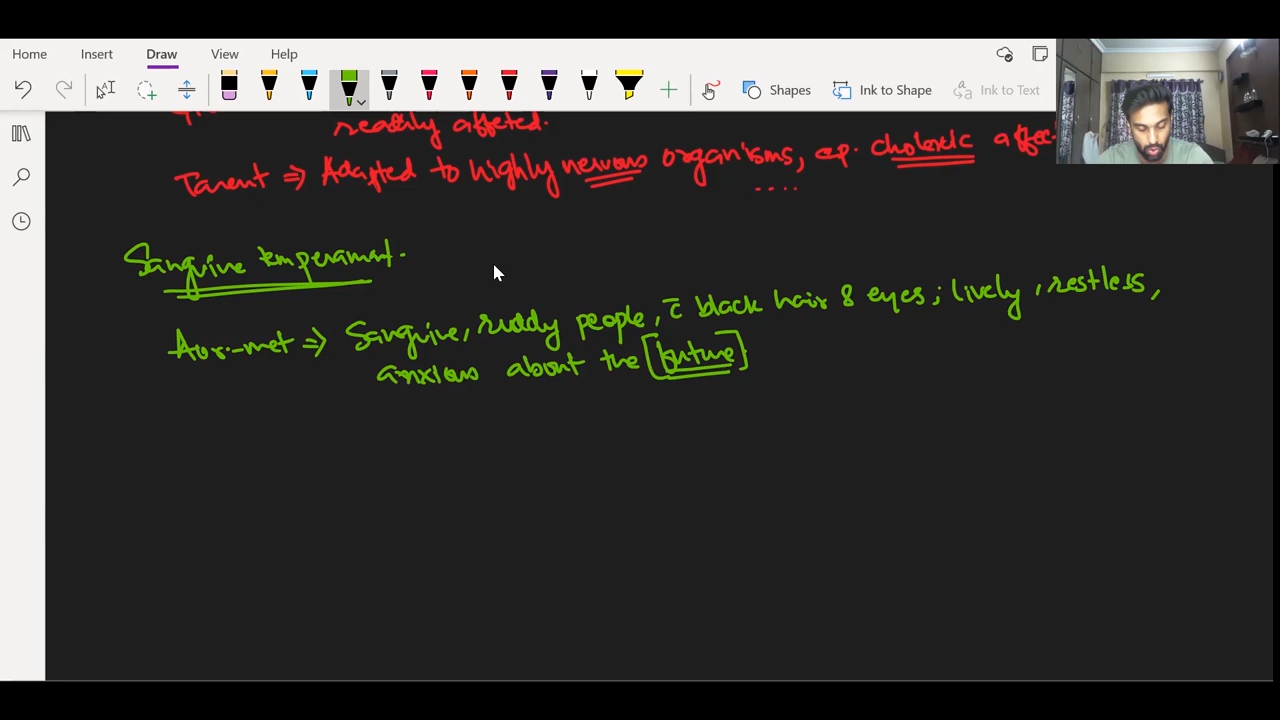 Home Insert Draw View Help
Shapes Ink to Shape Ink to Text
readily affeted.
Tarent ⇒ Adapted to highly nervous organisms, esp. choleric affec-
....
Sanguine temperament.
Aur-met ⇒ Sanguine, ruddy people, c̄ black hair & eyes; lively, restless,
anxious about the [future]